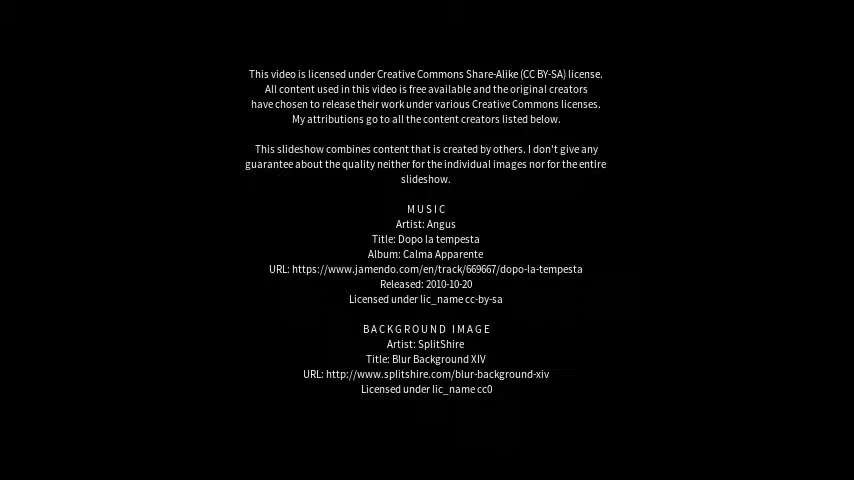 This video is licensed under Creative Commons Share-Alike (CC BY-SA) license.
All content used in this video is free available and the original creators
have chosen to release their work under various Creative Commons licenses.
My attributions go to all the content creators listed below.
This slideshow combines content that is created by others. I don't give any
guarantee about the quality neither for the individual images nor for the entire
slideshow.
MUSIC
Artist: Angus
Title: Dopo la tempesta
Album: Calma Apparente
URL: https://www.jamendo.com/en/track/669667/dopo-la-tempesta
Released: 2010-10-20
Licensed under lic_name cc-by-sa
BACKGROUND IMAGE
Artist: SplitShire
Title: Blur Background XIV
URL: http://www.splitshire.com/blur-background-xiv
Licensed under lic_name cc0